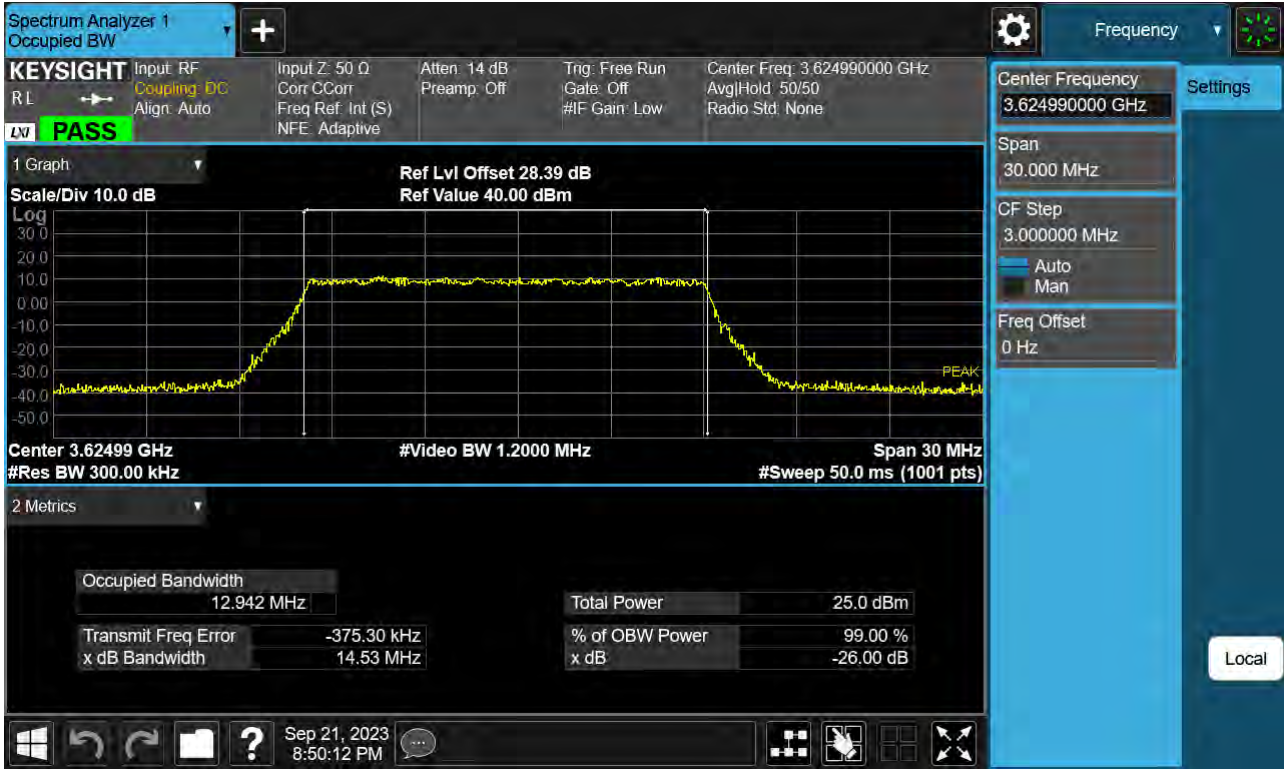 Spectrum Analyzer 1
Occupied BW
Frequency
KEYSIGHT
R L
LXI
PASS
Input: RF
Coupling: DC
Align: Auto
Input Z: 50 Ω
Corr CCorr
Freq Ref: Int (S)
NFE: Adaptive
Atten: 14 dB
Preamp: Off
Trig: Free Run
Gate: Off
#IF Gain: Low
Center Freq: 3.624990000 GHz
Avg|Hold: 50/50
Radio Std: None
1 Graph
Scale/Div 10.0 dB
Ref Lvl Offset 28.39 dB
Ref Value 40.00 dBm
Log
30.0
20.0
10.0
0.00
-10.0
-20.0
-30.0
-40.0
-50.0
PEAK
Center 3.62499 GHz
#Video BW 1.2000 MHz
Span 30 MHz
#Res BW 300.00 kHz
#Sweep 50.0 ms (1001 pts)
2 Metrics
Occupied Bandwidth
12.942 MHz
Total Power 25.0 dBm
Transmit Freq Error -375.30 kHz
% of OBW Power 99.00 %
x dB Bandwidth 14.53 MHz
x dB -26.00 dB
Center Frequency
3.624990000 GHz
Settings
Span
30.000 MHz
CF Step
3.000000 MHz
Auto
Man
Freq Offset
0 Hz
Local
?
Sep 21, 2023
8:50:12 PM